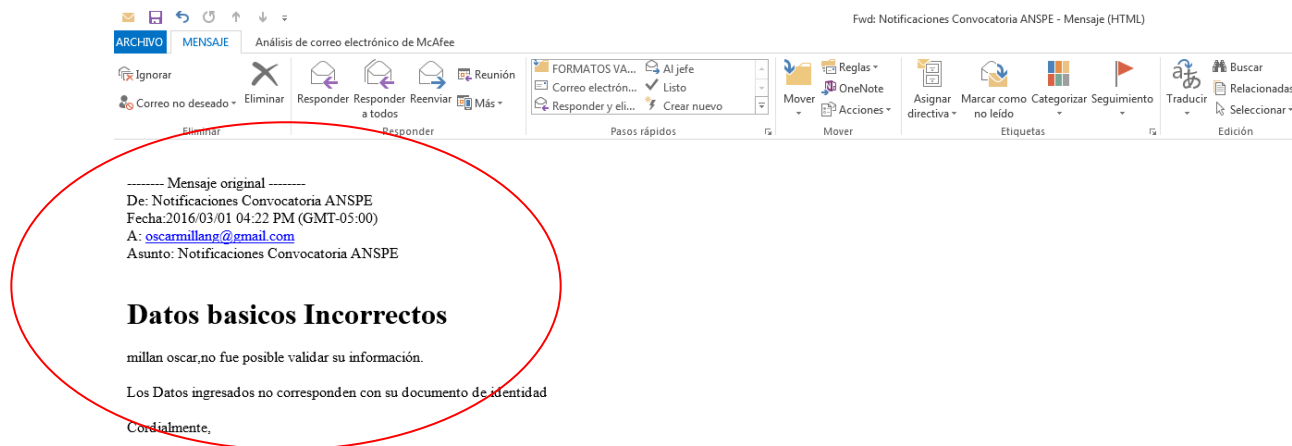 Fwd: Notificaciones Convocatoria ANSPE - Mensaje (HTML)
ARCHIVO MENSAJE Análisis de correo electrónico de McAfee
Ignorar
Correo no deseado
Eliminar
Eliminar
Responder
Responder a todos
Reenviar
Reunión
Más
Responder
FORMATOS VA...
Correo electrón...
Responder y eli...
Al jefe
Listo
Crear nuevo
Pasos rápidos
Mover
Reglas
OneNote
Acciones
Mover
Asignar directiva
Marcar como no leído
Categorizar
Seguimiento
Etiquetas
Traducir
Buscar
Relacionadas
Seleccionar
Edición
-------- Mensaje original --------
De: Notificaciones Convocatoria ANSPE
Fecha:2016/03/01 04:22 PM (GMT-05:00)
A: oscarmillang@gmail.com
Asunto: Notificaciones Convocatoria ANSPE
Datos basicos Incorrectos
millan oscar,no fue posible validar su información.
Los Datos ingresados no corresponden con su documento de identidad
Cordialmente,